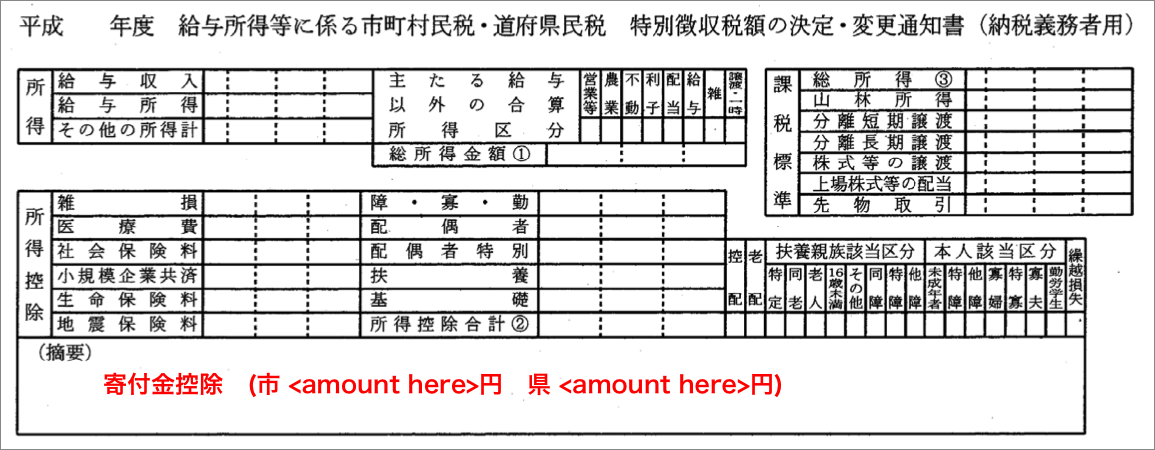 平成　　年度　給与所得等に係る市町村民税・道府県民税　特別徴収税額の決定・変更通知書（納税義務者用）
所得
給与収入
給与所得
その他の所得計
主たる給与以外の合算所得区分
営業等
農業
不動
利子
配当
給与
雑
譲渡・一時
総所得金額①
課税標準
総所得③
山林所得
分離短期譲渡
分離長期譲渡
株式等の譲渡
上場株式等の配当
先物取引
所得控除
雑損
医療費
社会保険料
小規模企業共済
生命保険料
地震保険料
障・寡・勤
配偶者
配偶者特別
扶養
基礎
所得控除合計②
控配
老配
扶養親族該当区分
特定
同老
老人
16歳未満
その他
同障
特障
他障
本人該当区分
未成年者
特障
他障
寡婦
特寡
寡夫
勤労学生
繰越損失
（摘要）
寄付金控除　(市 <amount here>円　県 <amount here>円)